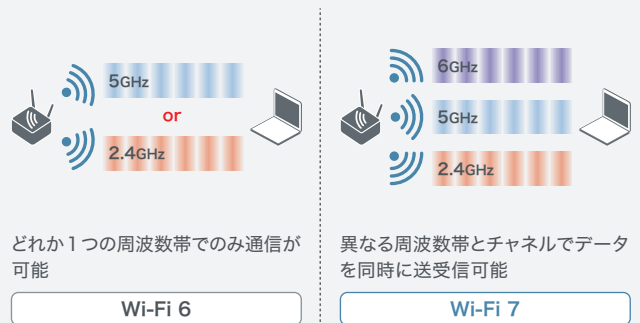 5GHz
or
2.4GHz
どれか1つの周波数帯でのみ通信が
可能
Wi-Fi 6
6GHz
5GHz
2.4GHz
異なる周波数帯とチャネルでデータ
を同時に送受信可能
Wi-Fi 7